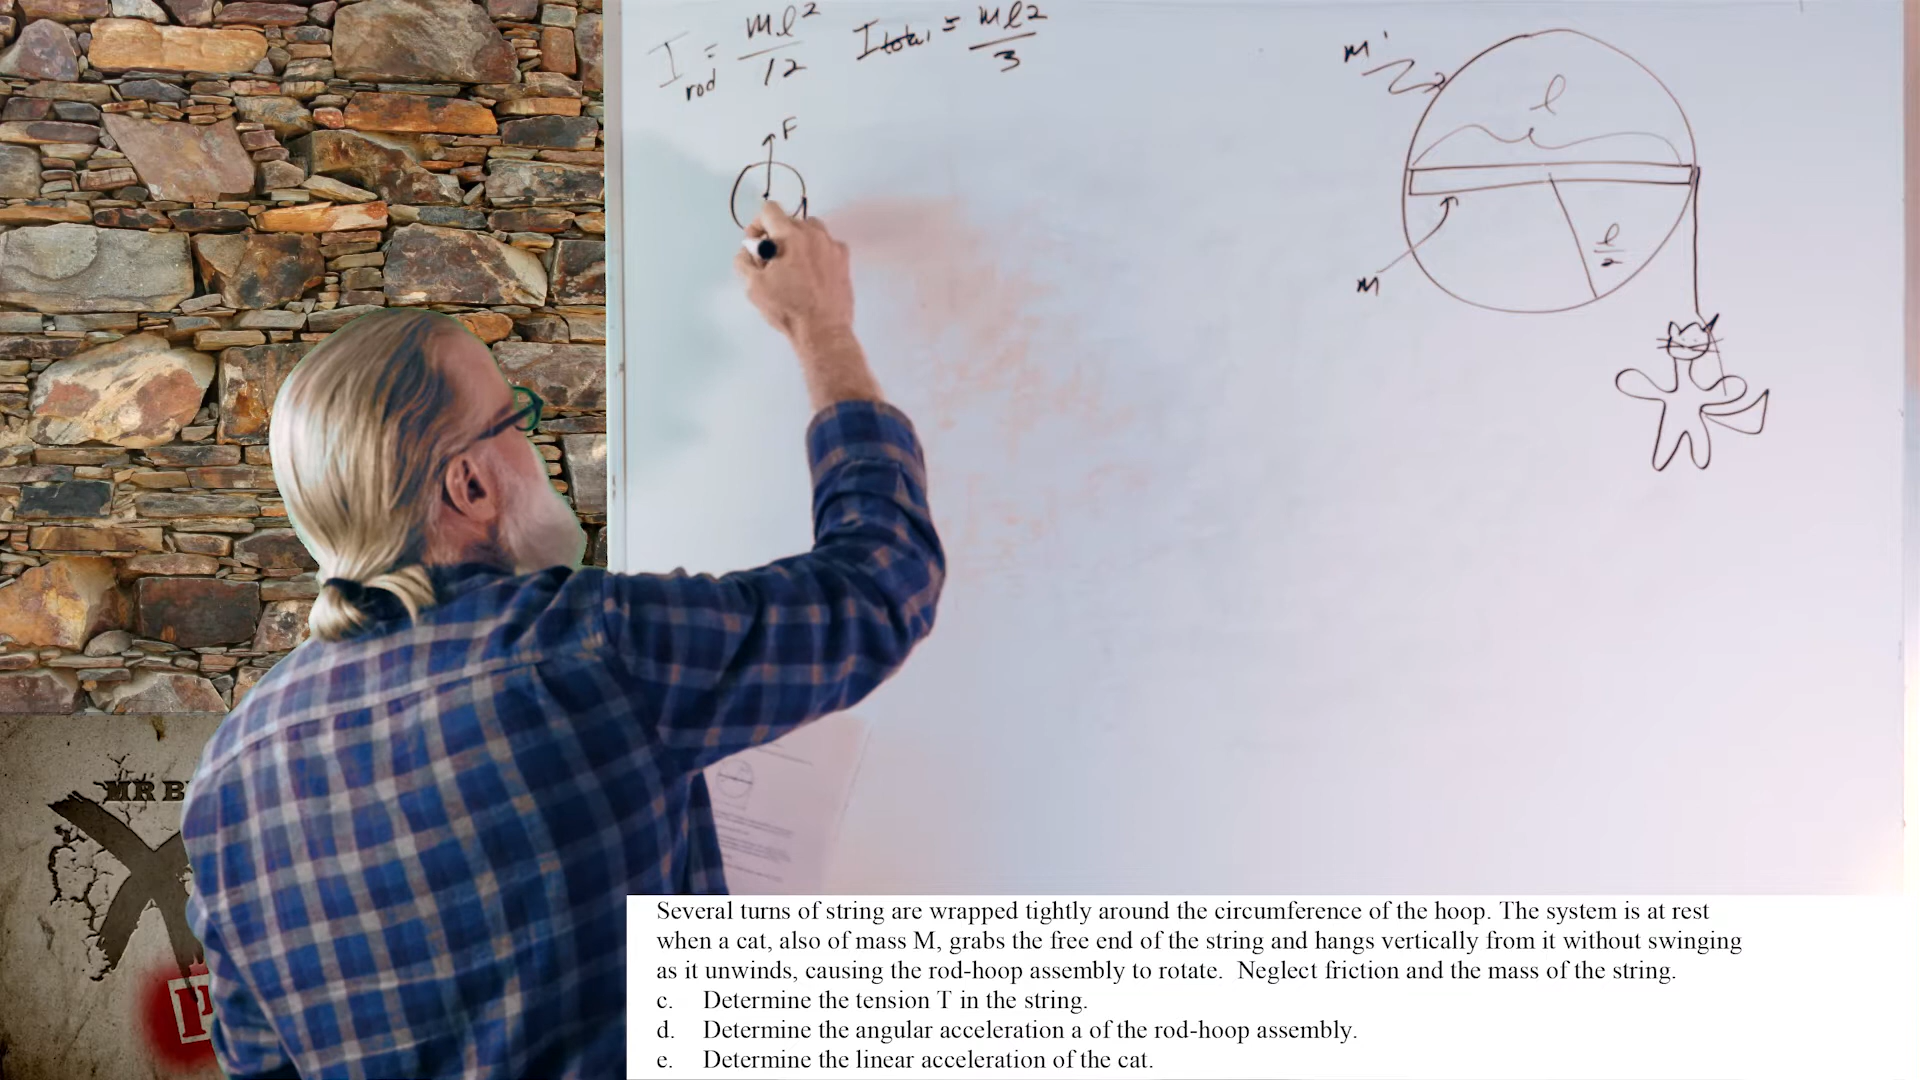 I rod = Ml²/12 I total = Ml²/3
F
M
l
M
l/2
MR B
P
Several turns of string are wrapped tightly around the circumference of the hoop. The system is at rest
when a cat, also of mass M, grabs the free end of the string and hangs vertically from it without swinging
as it unwinds, causing the rod-hoop assembly to rotate. Neglect friction and the mass of the string.
c. Determine the tension T in the string.
d. Determine the angular acceleration a of the rod-hoop assembly.
e. Determine the linear acceleration of the cat.